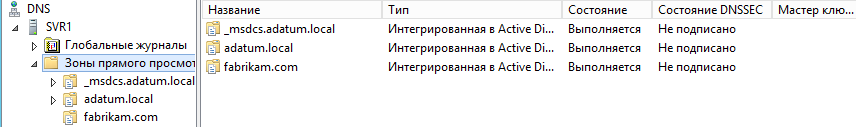 DNS
SVR1
Глобальные журналы
Зоны прямого просмот
_msdcs.adatum.local
adatum.local
fabrikam.com
Название Тип Состояние Состояние DNSSEC Мастер клю...
_msdcs.adatum.local Интегрированная в Active Di... Выполняется Не подписано
adatum.local Интегрированная в Active Di... Выполняется Не подписано
fabrikam.com Интегрированная в Active Di... Выполняется Не подписано